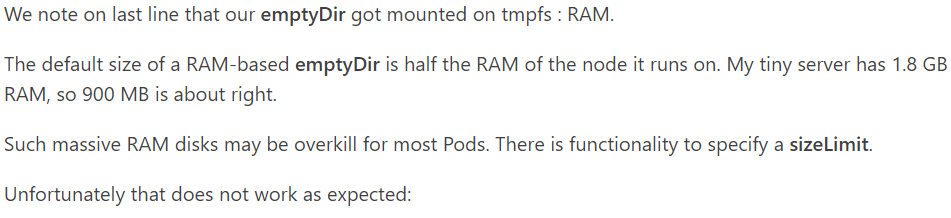 We note on last line that our emptyDir got mounted on tmpfs : RAM.
The default size of a RAM-based emptyDir is half the RAM of the node it runs on. My tiny server has 1.8 GB
RAM, so 900 MB is about right.
Such massive RAM disks may be overkill for most Pods. There is functionality to specify a sizeLimit.
Unfortunately that does not work as expected: